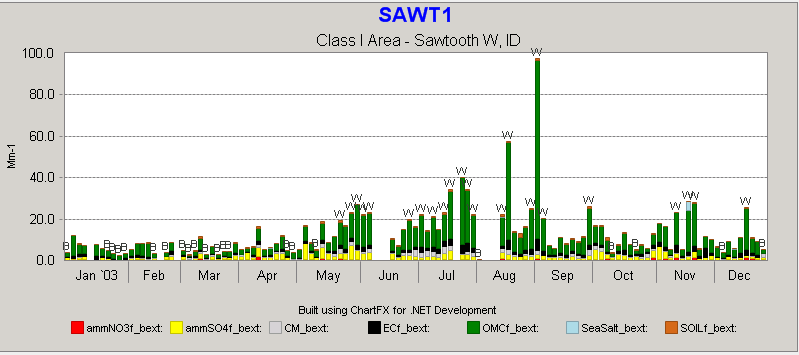 SAWT1
Class I Area - Sawtooth W, ID
100.0
80.0
60.0
40.0
20.0
0.0
Mm-1
Jan `03 Feb Mar Apr May Jun Jul Aug Sep Oct Nov Dec
Built using ChartFX for .NET Development
ammNO3f_bext: ammSO4f_bext: CM_bext: ECf_bext: OMCf_bext: SeaSalt_bext: SOILf_bext: